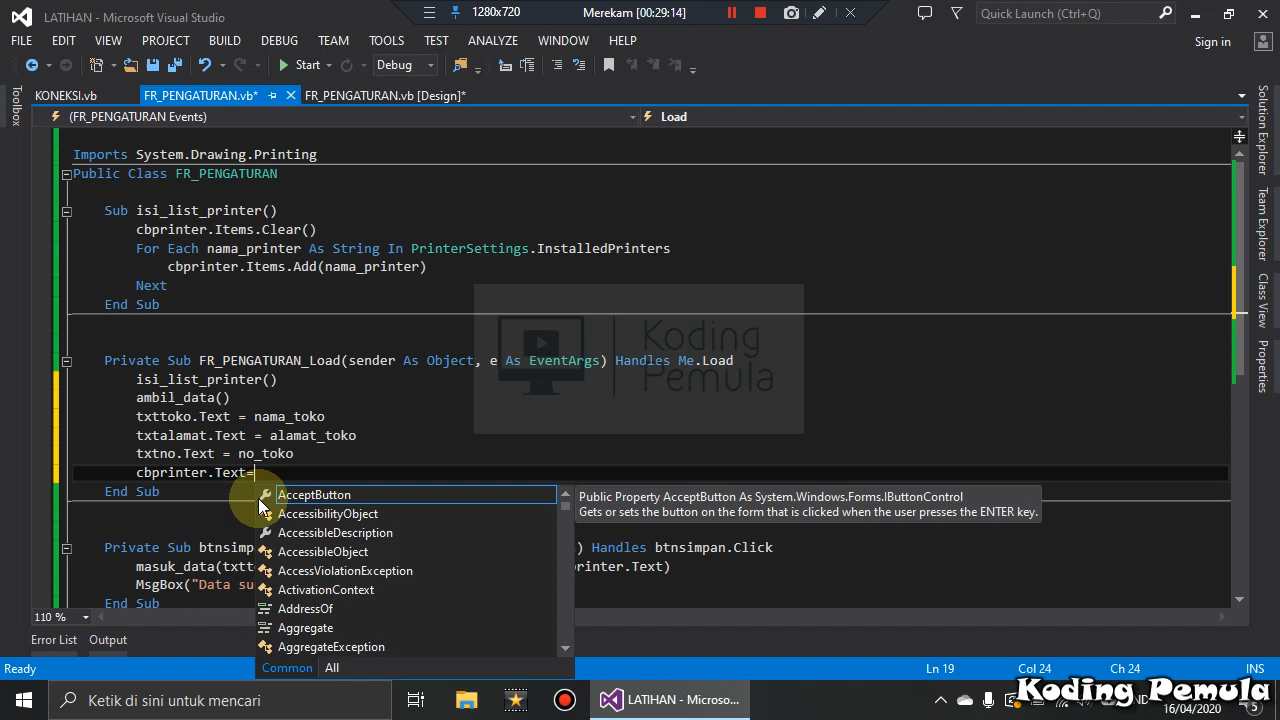 LATIHAN - Microsoft Visual Studio
1280x720
Merekam [00:29:14]
Quick Launch (Ctrl+Q)
FILE EDIT VIEW PROJECT BUILD DEBUG TEAM TOOLS TEST ANALYZE WINDOW HELP
Sign in
Start
Debug
KONEKSI.vb
FR_PENGATURAN.vb*
FR_PENGATURAN.vb [Design]*
Toolbox
(FR_PENGATURAN Events)
Load
Imports System.Drawing.Printing
Public Class FR_PENGATURAN
Sub isi_list_printer()
cbprinter.Items.Clear()
For Each nama_printer As String In PrinterSettings.InstalledPrinters
cbprinter.Items.Add(nama_printer)
Next
End Sub
Koding
Pemula
Private Sub FR_PENGATURAN_Load(sender As Object, e As EventArgs) Handles Me.Load
isi_list_printer()
ambil_data()
txttoko.Text = nama_toko
txtalamat.Text = alamat_toko
txtno.Text = no_toko
cbprinter.Text=
End Sub
AcceptButton
AccessibilityObject
AccessibleDescription
AccessibleObject
AccessViolationException
ActivationContext
AddressOf
Aggregate
AggregateException
Common All
Public Property AcceptButton As System.Windows.Forms.IButtonControl
Gets or sets the button on the form that is clicked when the user presses the ENTER key.
Private Sub btnsimpan
) Handles btnsimpan.Click
masuk_data(txtt
printer.Text)
MsgBox("Data su
End Sub
Solution Explorer
Team Explorer
Class View
Properties
110 %
Error List Output
Ready
Ln 19 Col 24 Ch 24 INS
Ketik di sini untuk mencari
LATIHAN - Microso...
16/04/2020
5
Koding Pemula